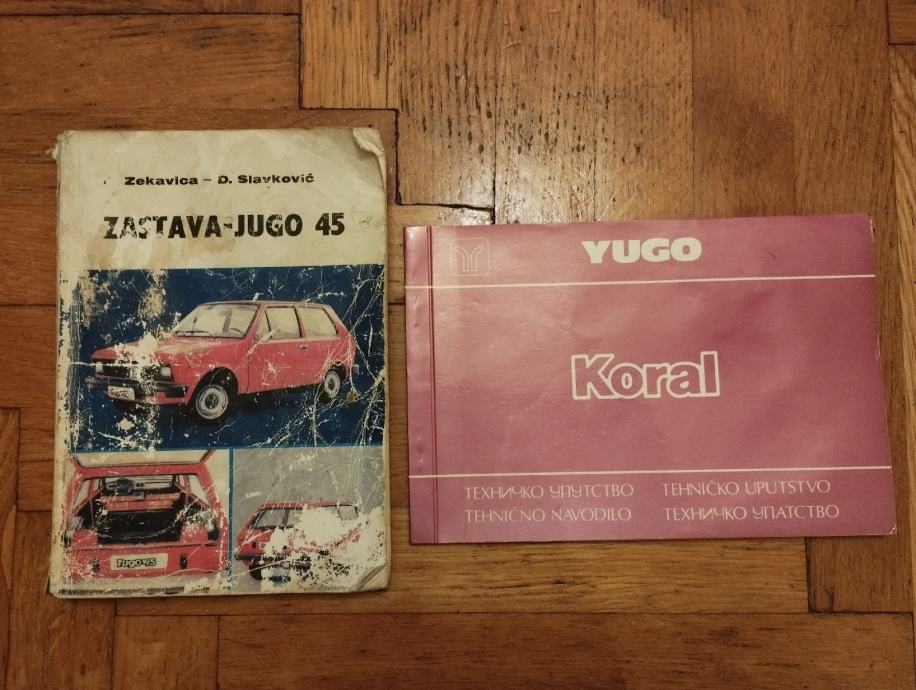 Zekavica – D. Slavković
ZASTAVA-JUGO 45
Yugo 45
YUGO
Koral
ТЕХНИЧКО УПУТСТВО TEHNIČKO UPUTSTVO
TEHNIČNO NAVODILO ТЕХНИЧКО УПАТСТВО